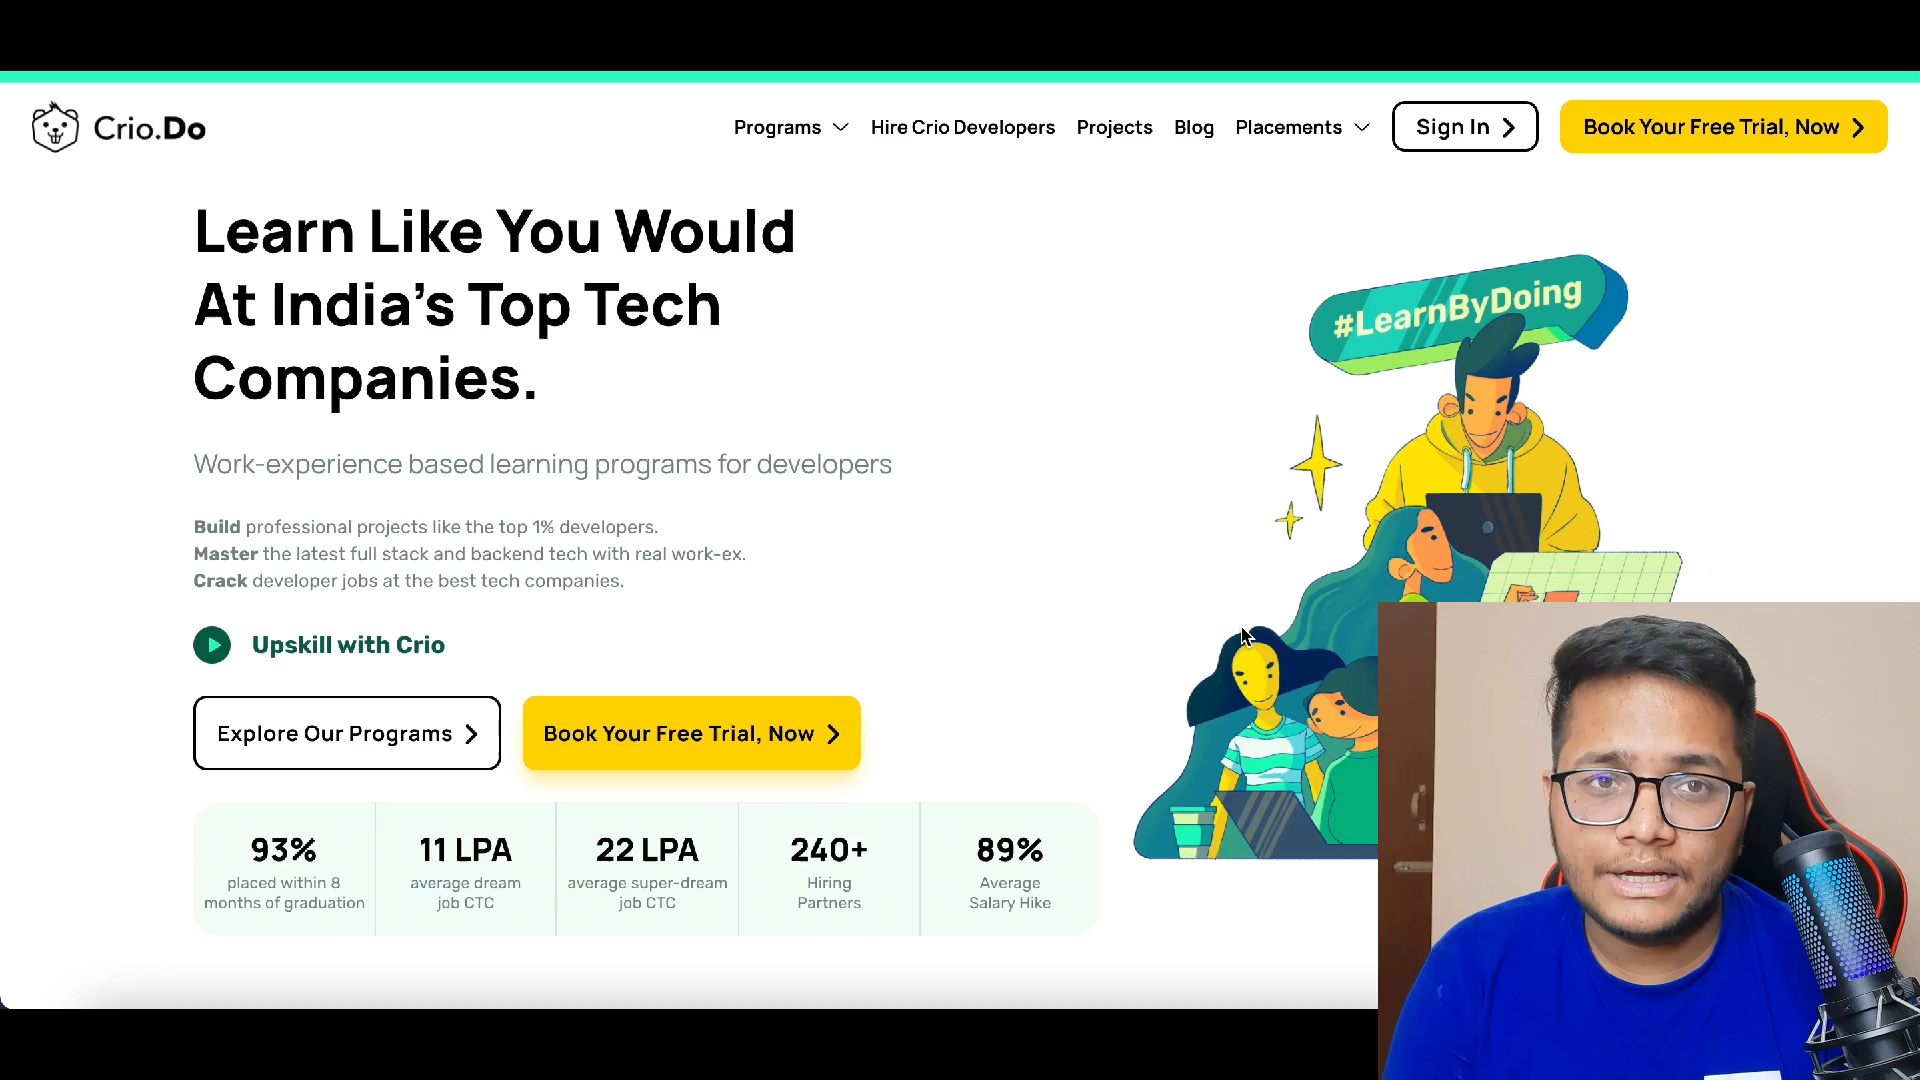 Crio.Do
Programs
Hire Crio Developers
Projects
Blog
Placements
Sign In
Book Your Free Trial, Now
Learn Like You Would
At India's Top Tech
Companies.
Work-experience based learning programs for developers
Build professional projects like the top 1% developers.
Master the latest full stack and backend tech with real work-ex.
Crack developer jobs at the best tech companies.
Upskill with Crio
Explore Our Programs
Book Your Free Trial, Now
93%
placed within 8
months of graduation
11 LPA
average dream
job CTC
22 LPA
average super-dream
job CTC
240+
Hiring
Partners
89%
Average
Salary Hike
#LearnByDoing